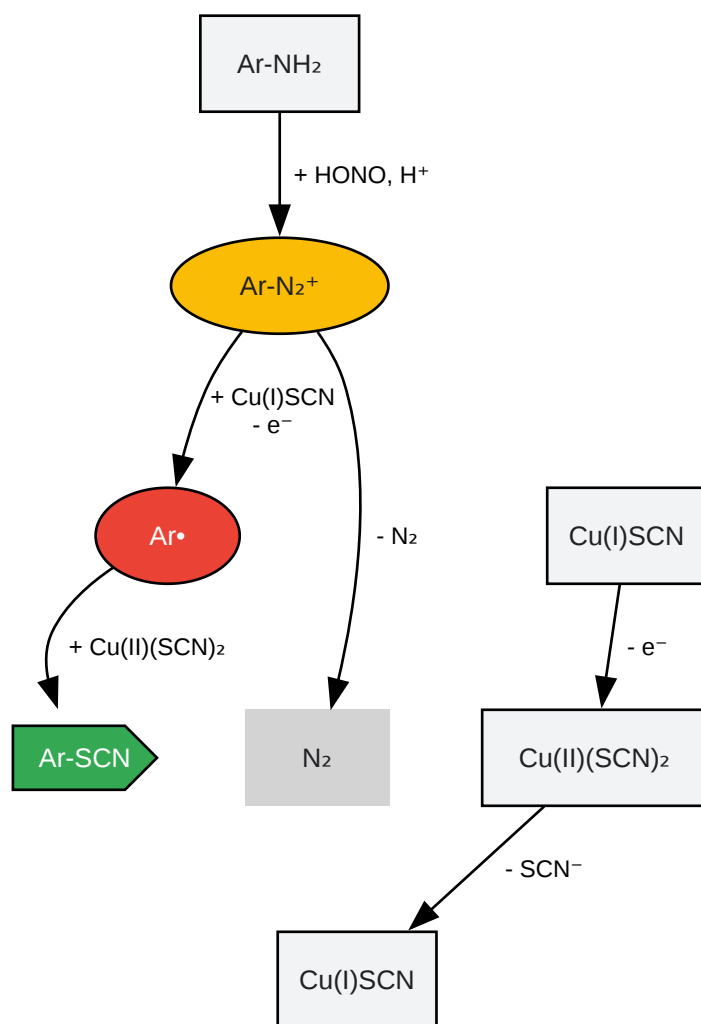 Ar-NH₂
+ HONO, H⁺
Ar-N₂⁺
+ Cu(I)SCN
- e⁻
Ar•
Cu(I)SCN
- N₂
+ Cu(II)(SCN)₂
- e⁻
Ar-SCN
N₂
Cu(II)(SCN)₂
- SCN⁻
Cu(I)SCN